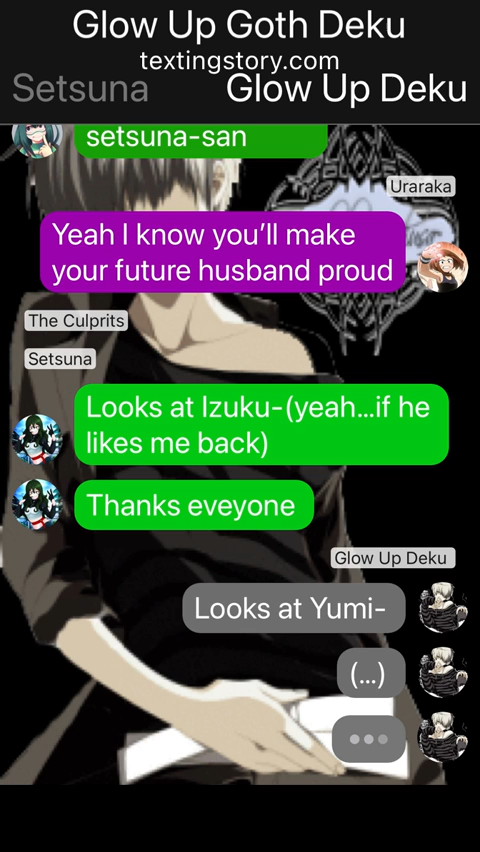 Glow Up Goth Deku
textingstory.com
Setsuna
Glow Up Deku
setsuna-san
Uraraka
Yeah I know you’ll make
your future husband proud
The Culprits
Setsuna
Looks at Izuku-(yeah...if he
likes me back)
Thanks eveyone
Glow Up Deku
Looks at Yumi-
(...)